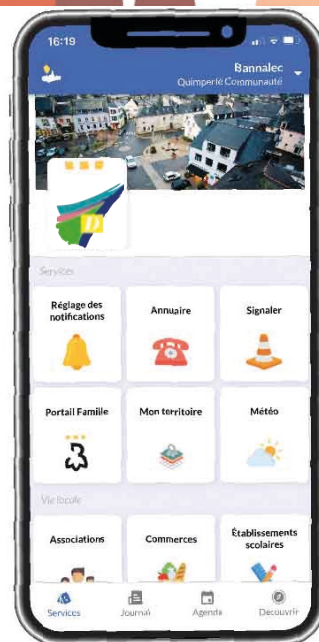 16:19
Bannalec
Quimperlé Communauté
Services
Réglage des
notifications
Annuaire
Signaler
Portail Famille
Mon territoire
Météo
Vie locale
Associations
Commerces
Établissements
scolaires
Services
Journal
Agenda
Découvrir